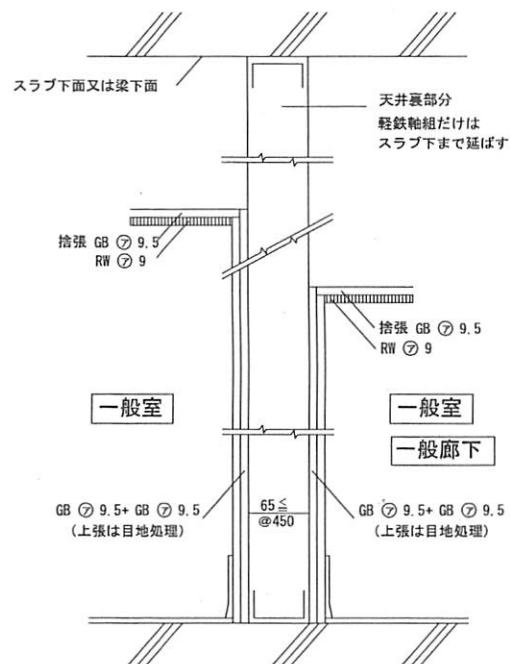 スラブ下面又は梁下面
天井裏部分
軽鉄軸組だけは
スラブ下まで延ばす
捨張 GB ㋐ 9.5
RW ㋐ 9
捨張 GB ㋐ 9.5
RW ㋐ 9
一般室
一般室
一般廊下
GB ㋐ 9.5+ GB ㋐ 9.5
(上張は目地処理)
65≦
@450
GB ㋐ 9.5+ GB ㋐ 9.5
(上張は目地処理)